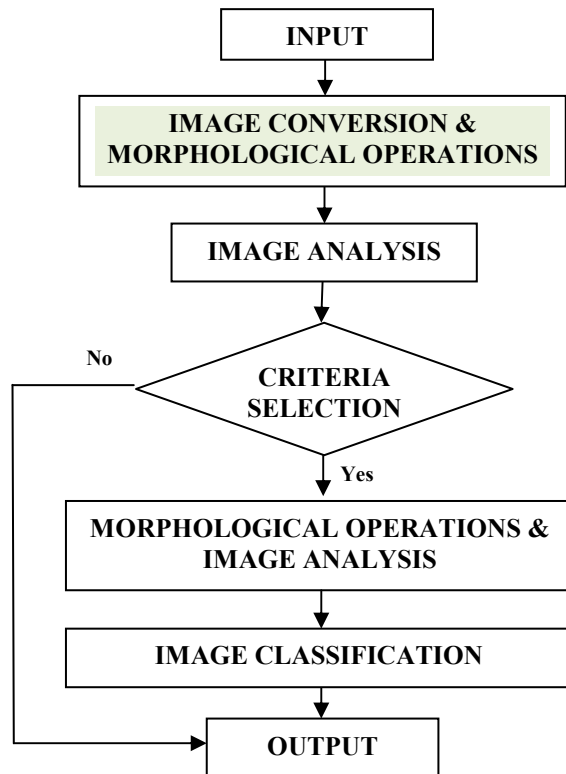 INPUT
IMAGE CONVERSION &
MORPHOLOGICAL OPERATIONS
IMAGE ANALYSIS
No
CRITERIA
SELECTION
Yes
MORPHOLOGICAL OPERATIONS &
IMAGE ANALYSIS
IMAGE CLASSIFICATION
OUTPUT